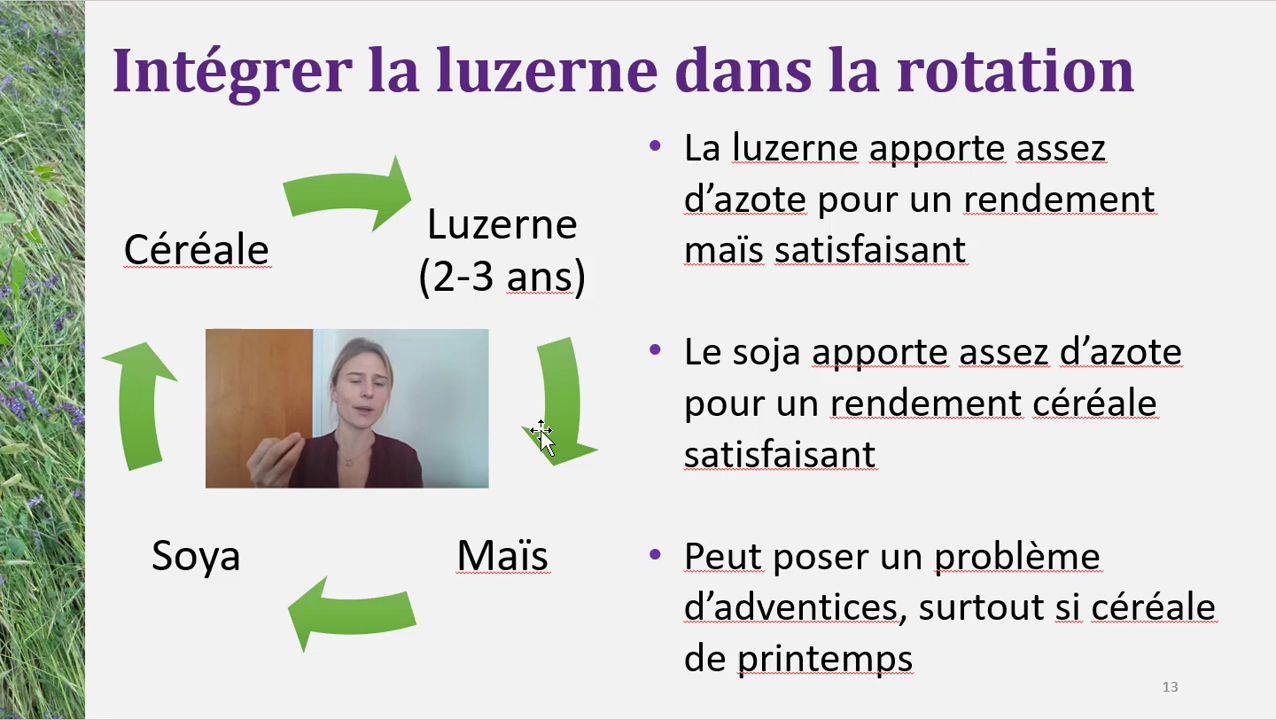 Intégrer la luzerne dans la rotation
Céréale
Luzerne
(2-3 ans)
Soya
Maïs
• La luzerne apporte assez
d’azote pour un rendement
maïs satisfaisant
• Le soja apporte assez d’azote
pour un rendement céréale
satisfaisant
• Peut poser un problème
d’adventices, surtout si céréale
de printemps
13